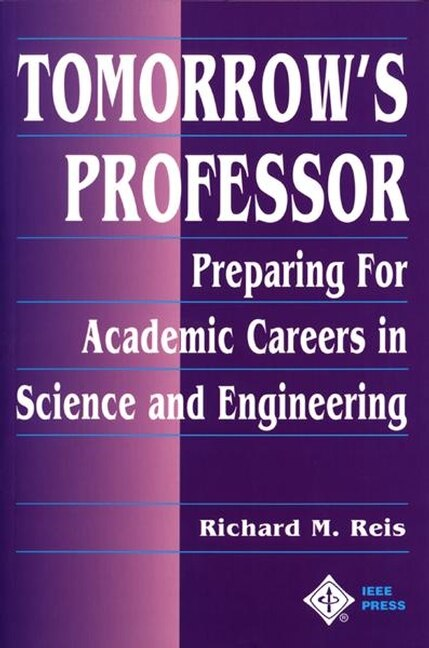 TOMORROW'S
PROFESSOR
Preparing For
Academic Careers in
Science and Engineering
Richard M. Reis
IEEE
PRESS
®